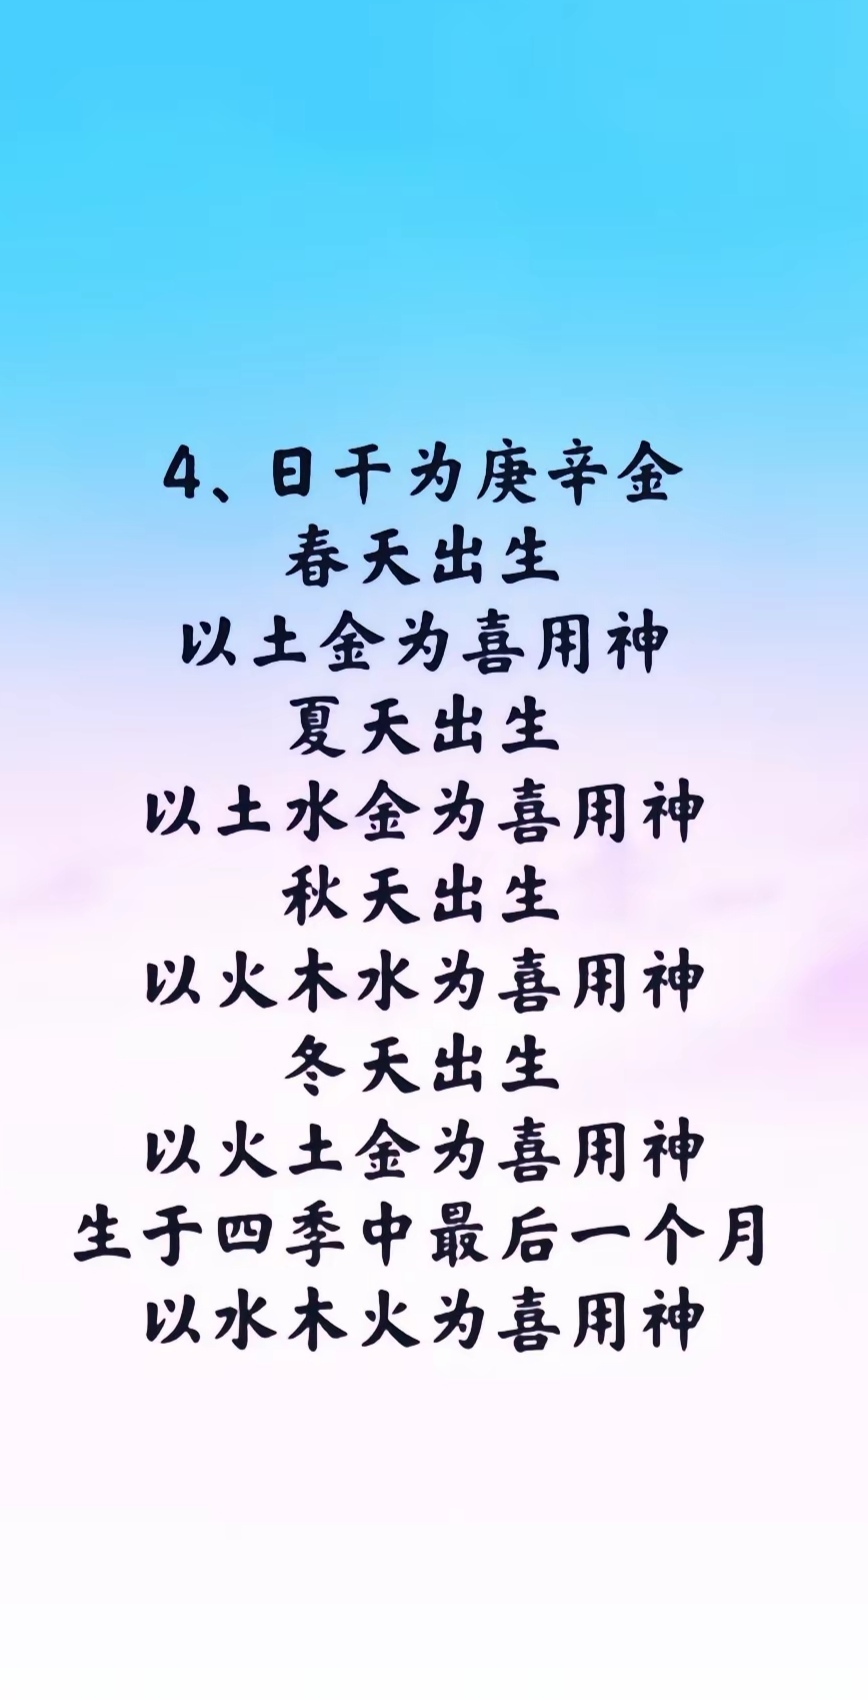 4、日干为庚辛金
春天出生
以土金为喜用神
夏天出生
以土水金为喜用神
秋天出生
以火木水为喜用神
冬天出生
以火土金为喜用神
生于四季中最后一个月
以水木火为喜用神